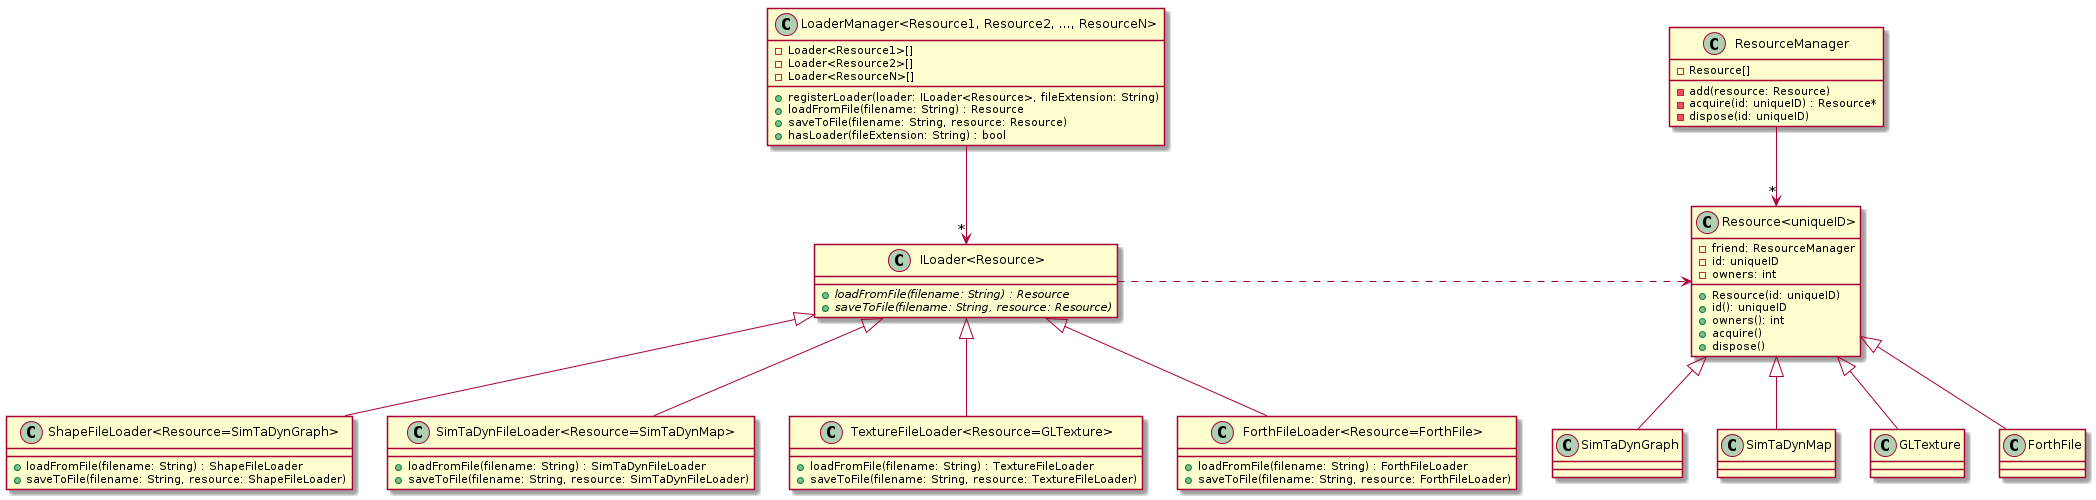 C LoaderManager<Resource1, Resource2, ..., ResourceN>
Loader<Resource1>[]
Loader<Resource2>[]
Loader<ResourceN>[]
registerLoader(loader: ILoader<Resource>, fileExtension: String)
loadFromFile(filename: String) : Resource
saveToFile(filename: String, resource: Resource)
hasLoader(fileExtension: String) : bool
C ResourceManager
Resource[]
add(resource: Resource)
acquire(id: uniqueID) : Resource*
dispose(id: uniqueID)
*
*
C ILoader<Resource>
loadFromFile(filename: String) : Resource
saveToFile(filename: String, resource: Resource)
C Resource<uniqueID>
friend: ResourceManager
id: uniqueID
owners: int
Resource(id: uniqueID)
id(): uniqueID
owners(): int
acquire()
dispose()
C ShapeFileLoader<Resource=SimTaDynGraph>
loadFromFile(filename: String) : ShapeFileLoader
saveToFile(filename: String, resource: ShapeFileLoader)
C SimTaDynFileLoader<Resource=SimTaDynMap>
loadFromFile(filename: String) : SimTaDynFileLoader
saveToFile(filename: String, resource: SimTaDynFileLoader)
C TextureFileLoader<Resource=GLTexture>
loadFromFile(filename: String) : TextureFileLoader
saveToFile(filename: String, resource: TextureFileLoader)
C ForthFileLoader<Resource=ForthFile>
loadFromFile(filename: String) : ForthFileLoader
saveToFile(filename: String, resource: ForthFileLoader)
C SimTaDynGraph
C SimTaDynMap
C GLTexture
C ForthFile